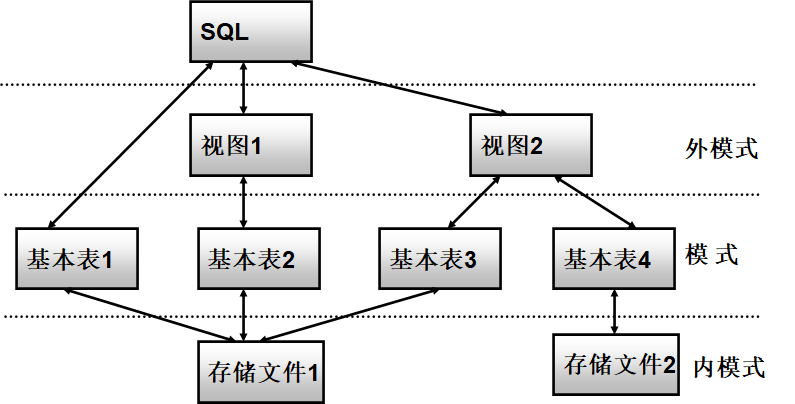 SQL
视图1
视图2
外模式
基本表1
基本表2
基本表3
基本表4
模 式
存储文件1
存储文件2
内模式